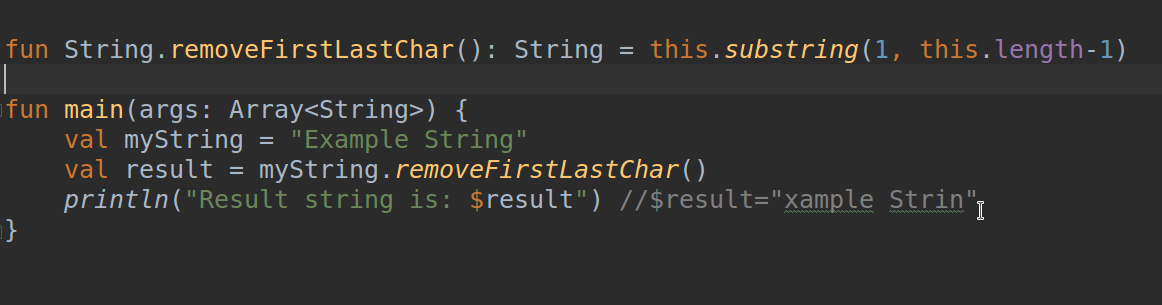 fun String.removeFirstLastChar(): String = this.substring(1, this.length-1)
fun main(args: Array<String>) {
    val myString = "Example String"
    val result = myString.removeFirstLastChar()
    println("Result string is: $result") //$result="xample Strin"
}